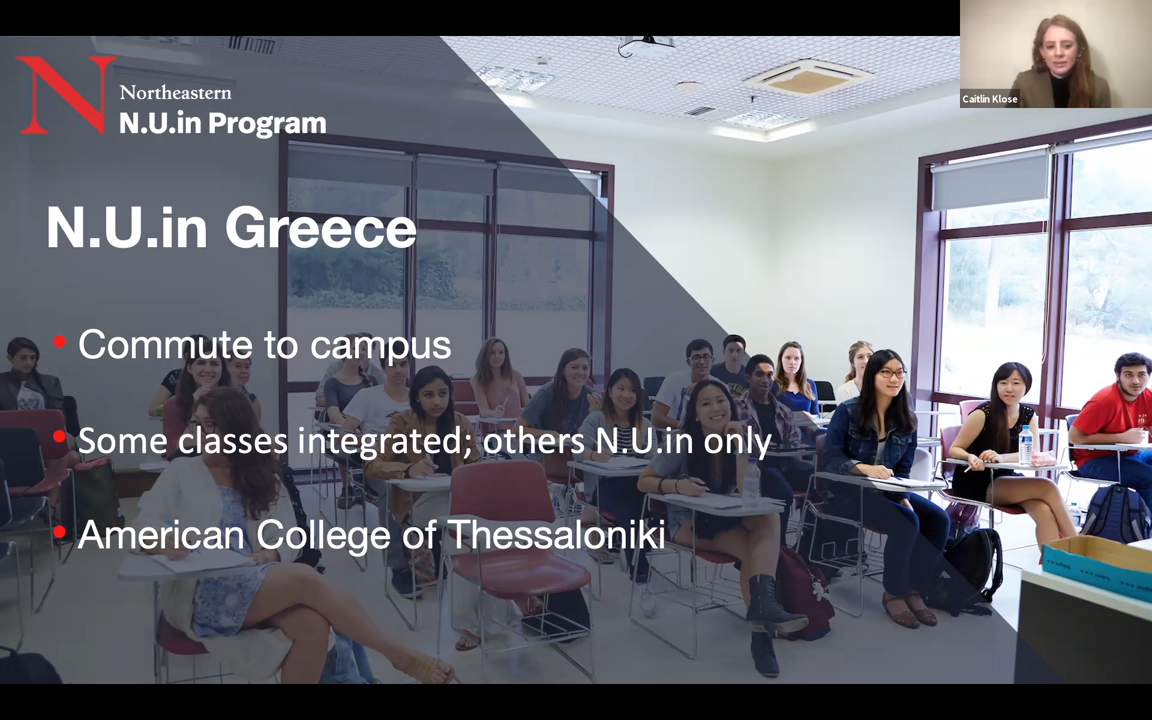 Northeastern
N.U.in Program
Caitlin Klose
N.U.in Greece
• Commute to campus
• Some classes integrated; others N.U.in only
• American College of Thessaloniki